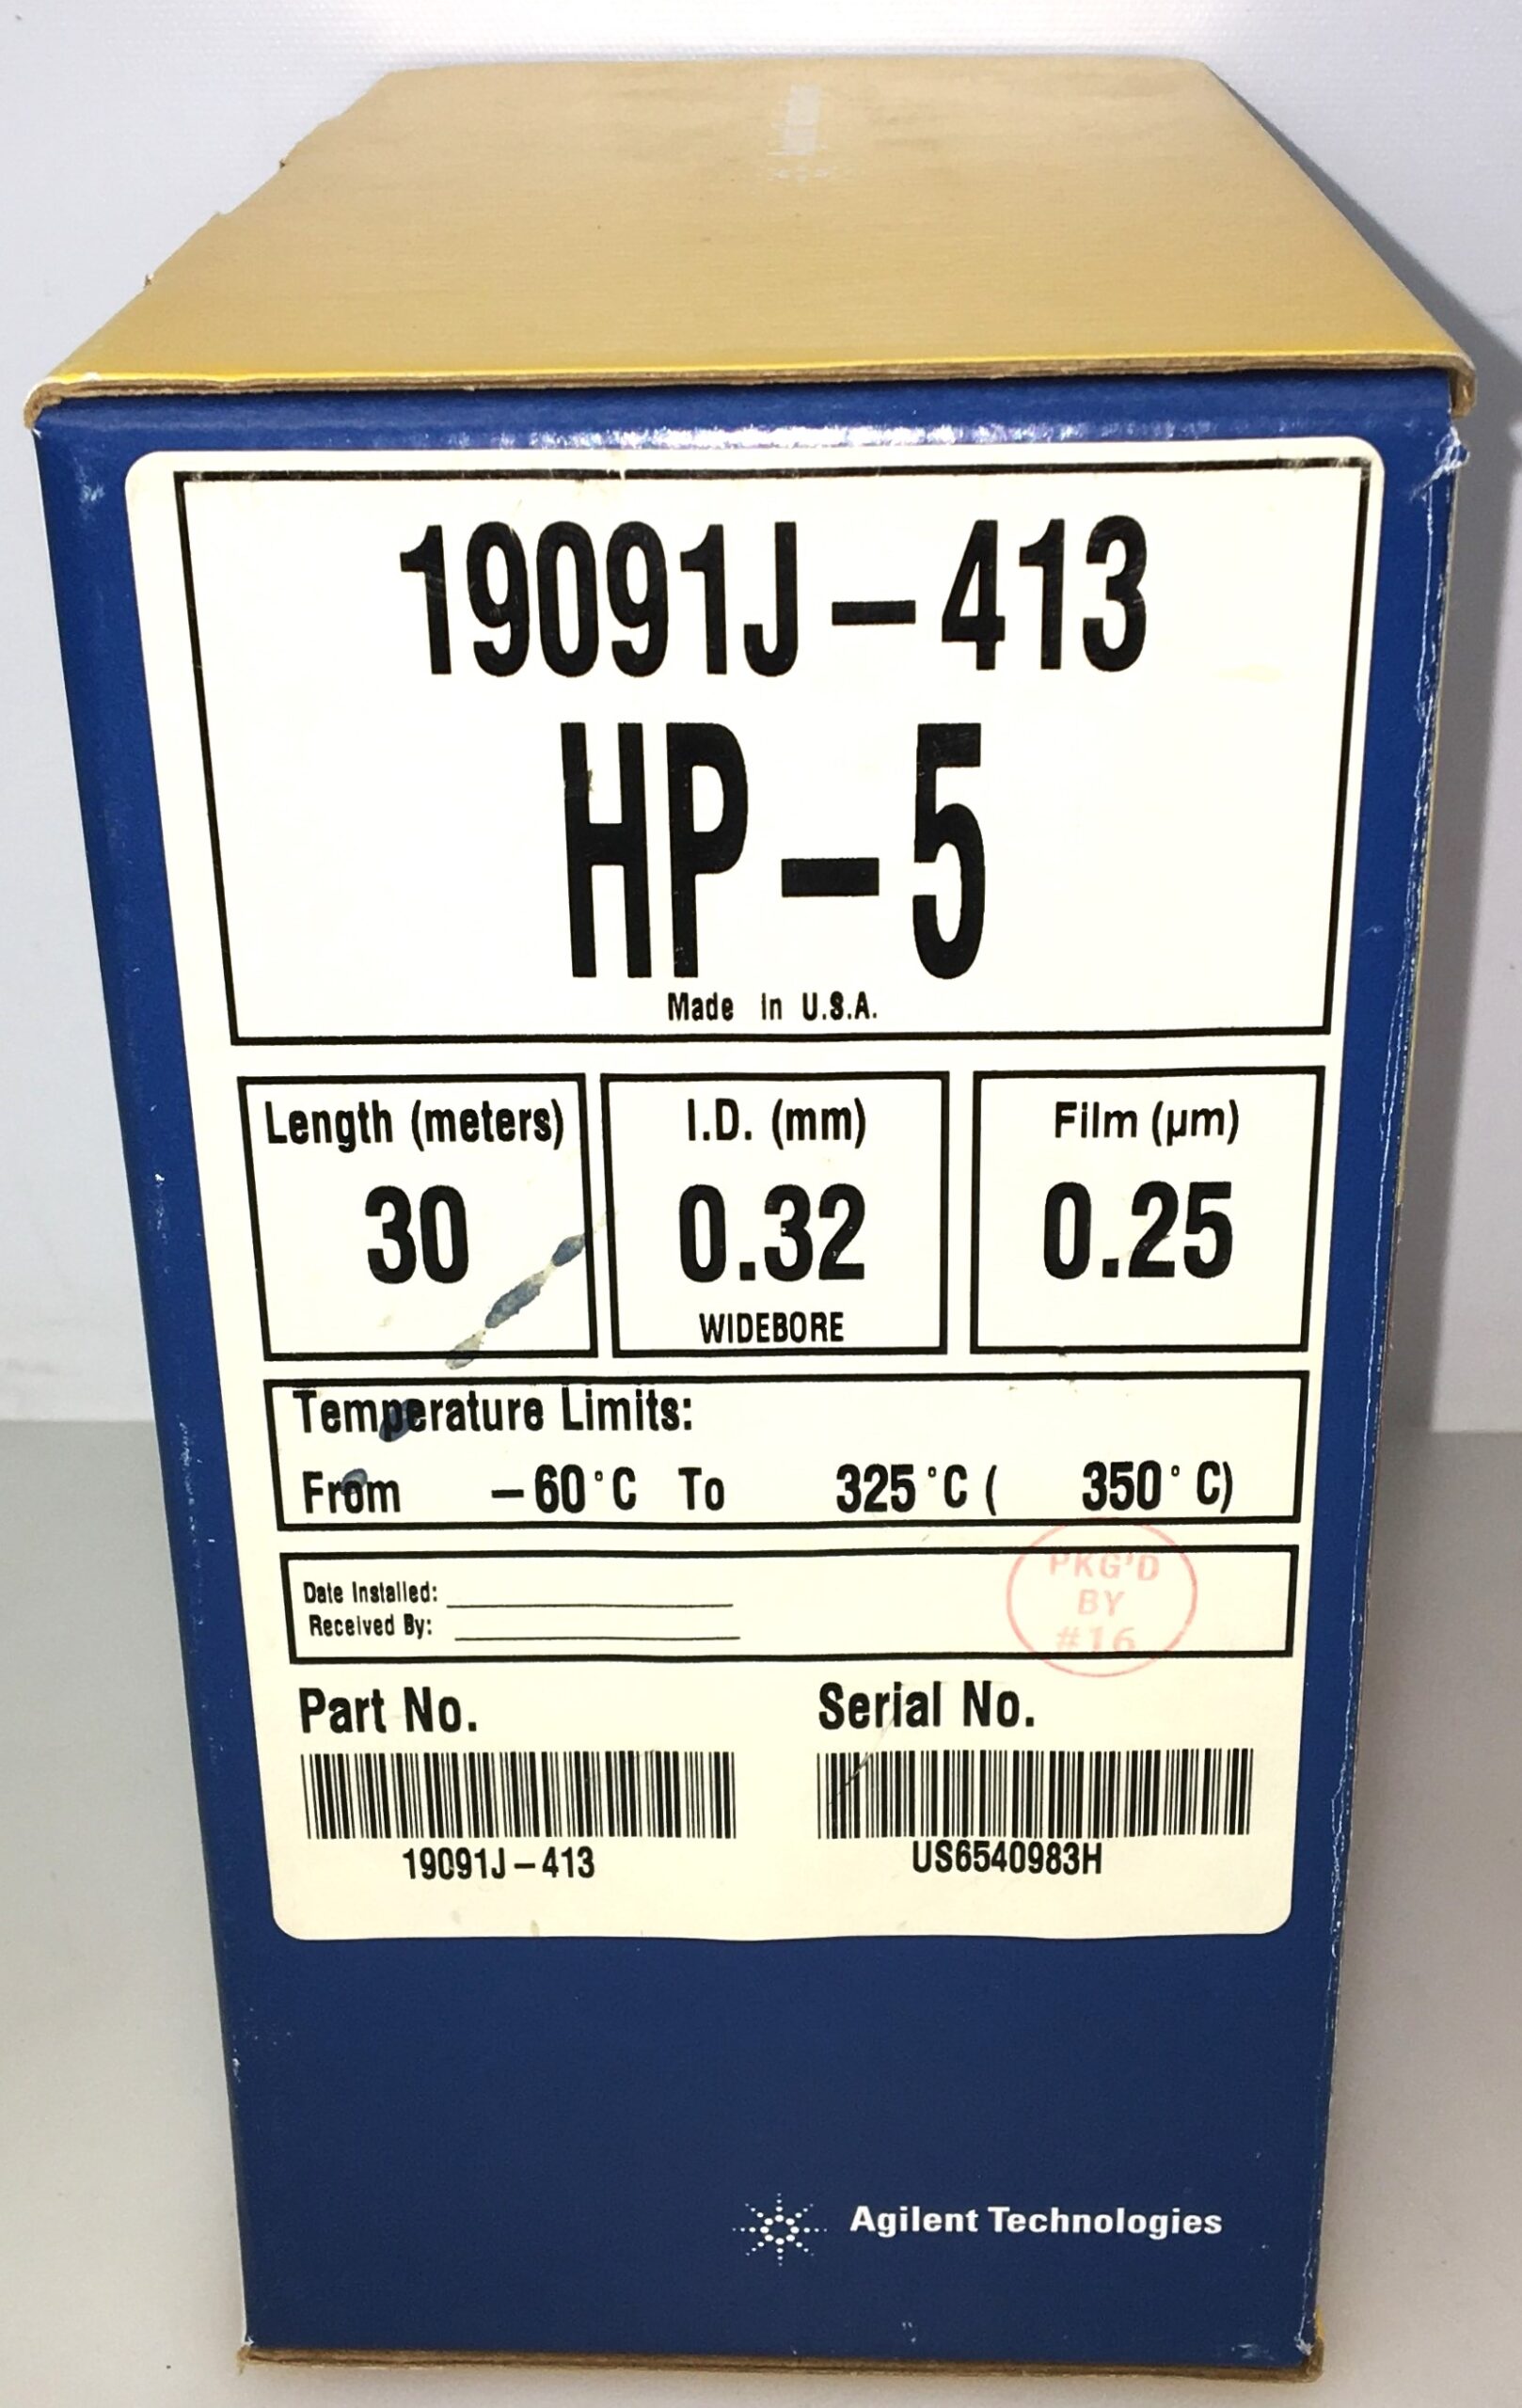 19091J-413
HP-5
Made in U.S.A.
Length (meters)
30
I.D. (mm)
0.32
WIDEBORE
Film (µm)
0.25
Temperature Limits:
From -60°C To 325°C ( 350°C)
Date Installed:
Received By:
PKG'D
BY
#16
Part No.
19091J-413
Serial No.
US6540983H
Agilent Technologies